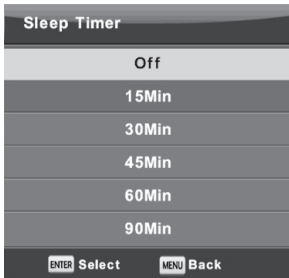 Sleep Timer
Off
15Min
30Min
45Min
60Min
90Min
ENTER Select MENU Back